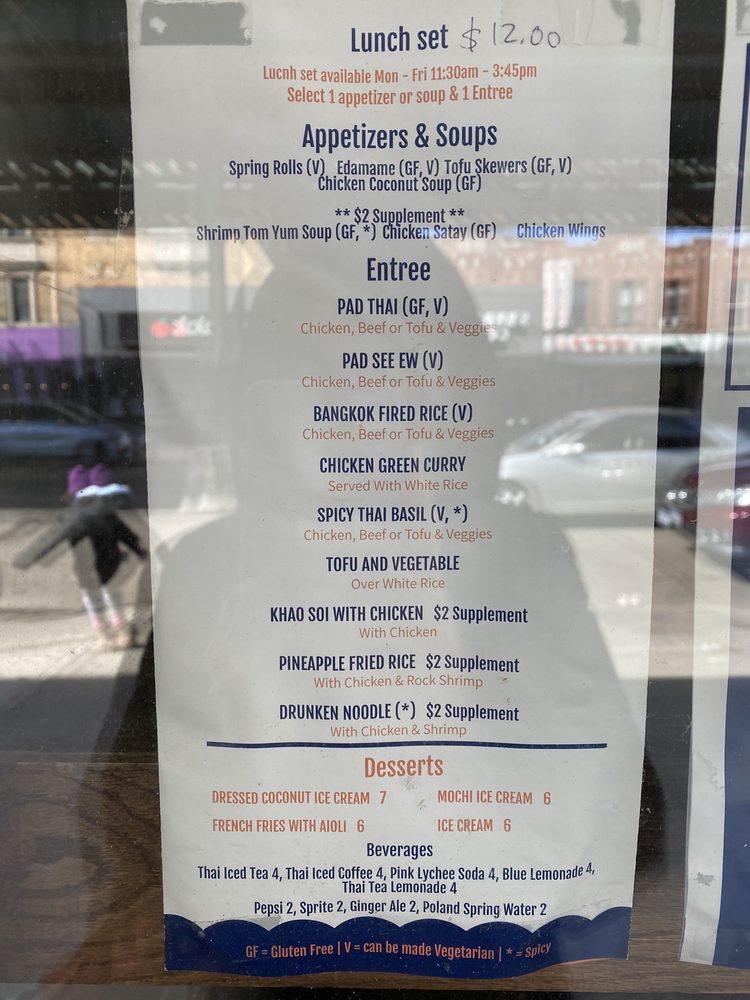 Lunch set $12.00
Lucnh set available Mon - Fri 11:30am - 3:45pm
Select 1 appetizer or soup & 1 Entree
Appetizers & Soups
Spring Rolls (V) Edamame (GF, V) Tofu Skewers (GF, V)
Chicken Coconut Soup (GF)
** $2 Supplement **
Shrimp Tom Yum Soup (GF, *) Chicken Satay (GF) Chicken Wings
Entree
PAD THAI (GF, V)
Chicken, Beef or Tofu & Veggies
PAD SEE EW (V)
Chicken, Beef or Tofu & Veggies
BANGKOK FIRED RICE (V)
Chicken, Beef or Tofu & Veggies
CHICKEN GREEN CURRY
Served With White Rice
SPICY THAI BASIL (V, *)
Chicken, Beef or Tofu & Veggies
TOFU AND VEGETABLE
Over White Rice
KHAO SOI WITH CHICKEN $2 Supplement
With Chicken
PINEAPPLE FRIED RICE $2 Supplement
With Chicken & Rock Shrimp
DRUNKEN NOODLE (*) $2 Supplement
With Chicken & Shrimp
Desserts
DRESSED COCONUT ICE CREAM 7 MOCHI ICE CREAM 6
FRENCH FRIES WITH AIOLI 6 ICE CREAM 6
Beverages
Thai Iced Tea 4, Thai Iced Coffee 4, Pink Lychee Soda 4, Blue Lemonade 4,
Thai Tea Lemonade 4
Pepsi 2, Sprite 2, Ginger Ale 2, Poland Spring Water 2
GF = Gluten Free | V = can be made Vegetarian | * = Spicy